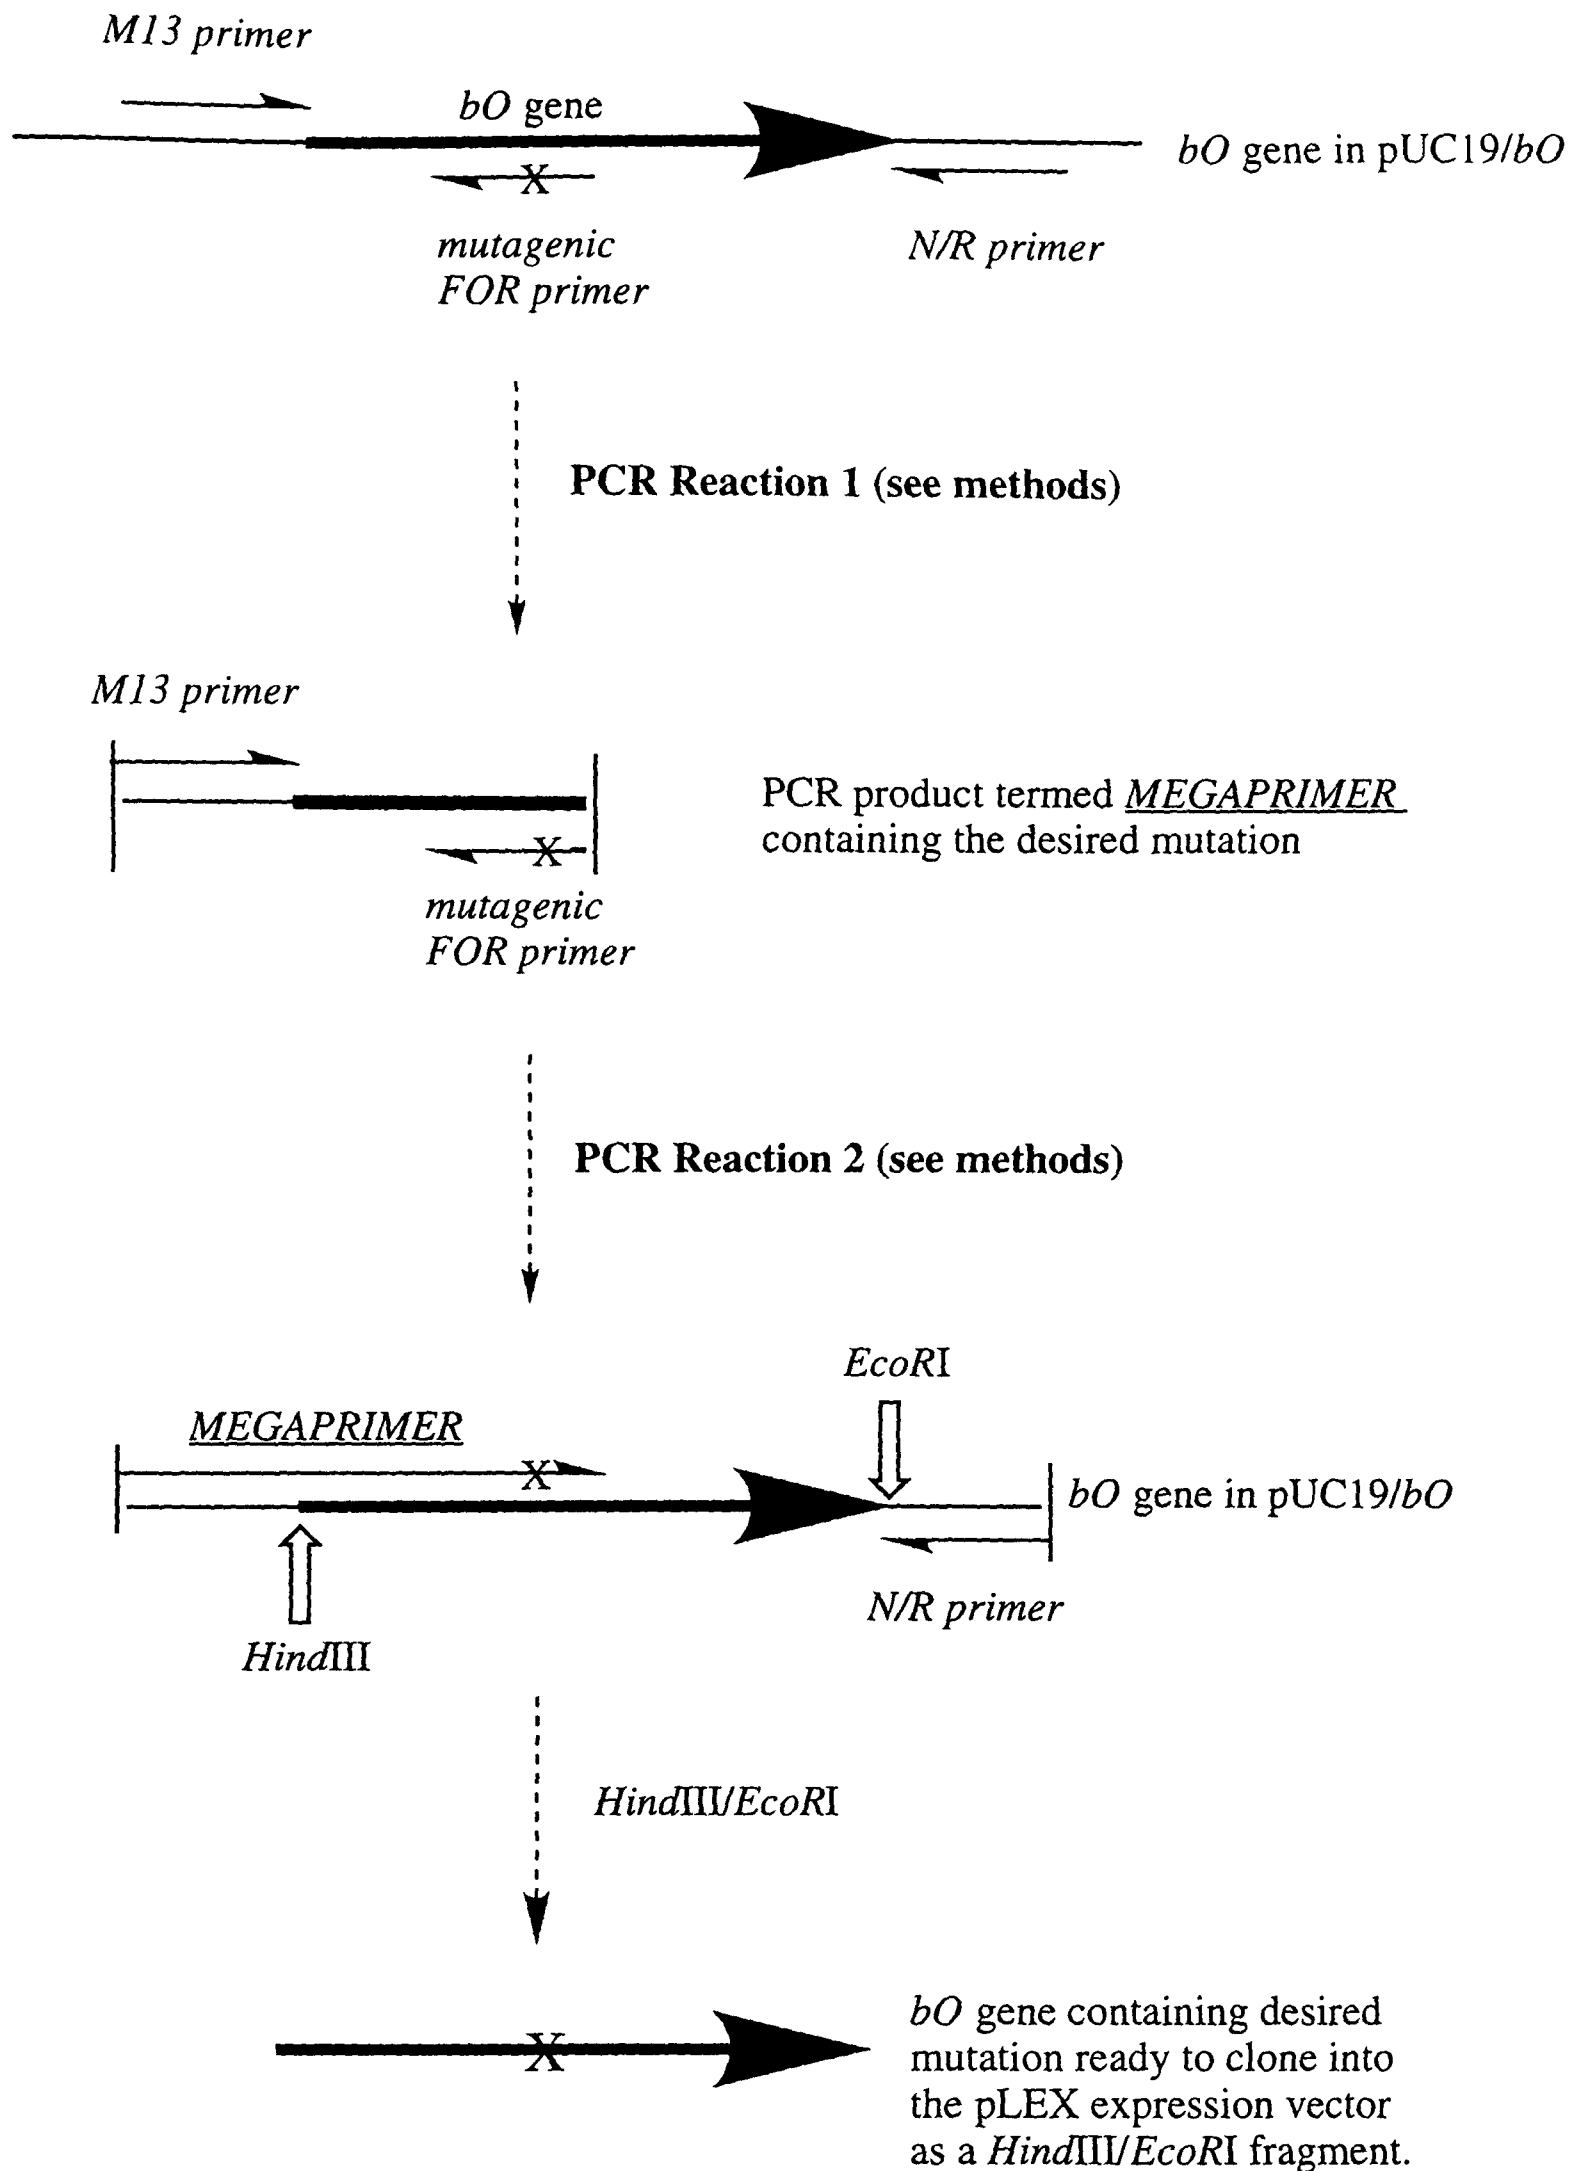 M13 primer
bO gene
bO gene in pUC19/bO
X
mutagenic
FOR primer
N/R primer
PCR Reaction 1 (see methods)
M13 primer
PCR product termed MEGAPRIMER
containing the desired mutation
X
mutagenic
FOR primer
PCR Reaction 2 (see methods)
EcoRI
MEGAPRIMER
X
bO gene in pUC19/bO
N/R primer
HindIII
HindIII/EcoRI
X
bO gene containing desired
mutation ready to clone into
the pLEX expression vector
as a HindIII/EcoRI fragment.